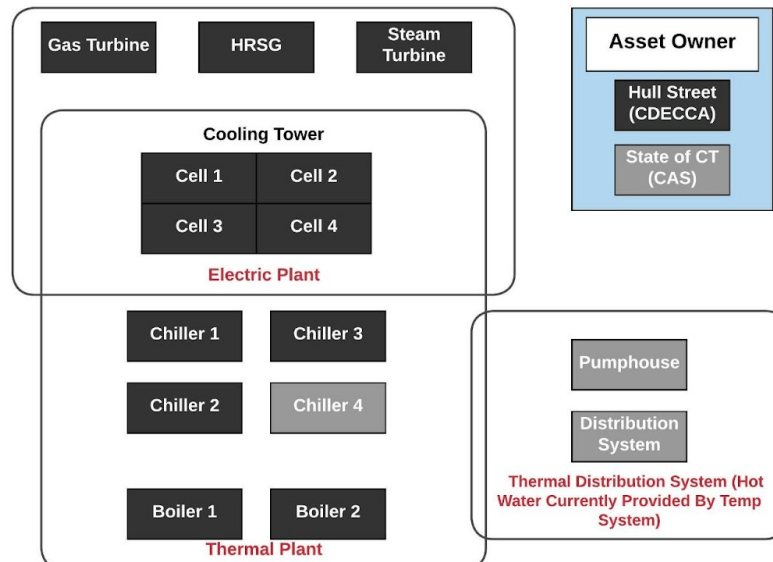 Gas Turbine
HRSG
Steam
Turbine
Cooling Tower
Cell 1
Cell 2
Cell 3
Cell 4
Electric Plant
Chiller 1
Chiller 3
Chiller 2
Chiller 4
Boiler 1
Boiler 2
Thermal Plant
Asset Owner
Hull Street
(CDECCA)
State of CT
(CAS)
Pumphouse
Distribution
System
Thermal Distribution System (Hot
Water Currently Provided By Temp
System)